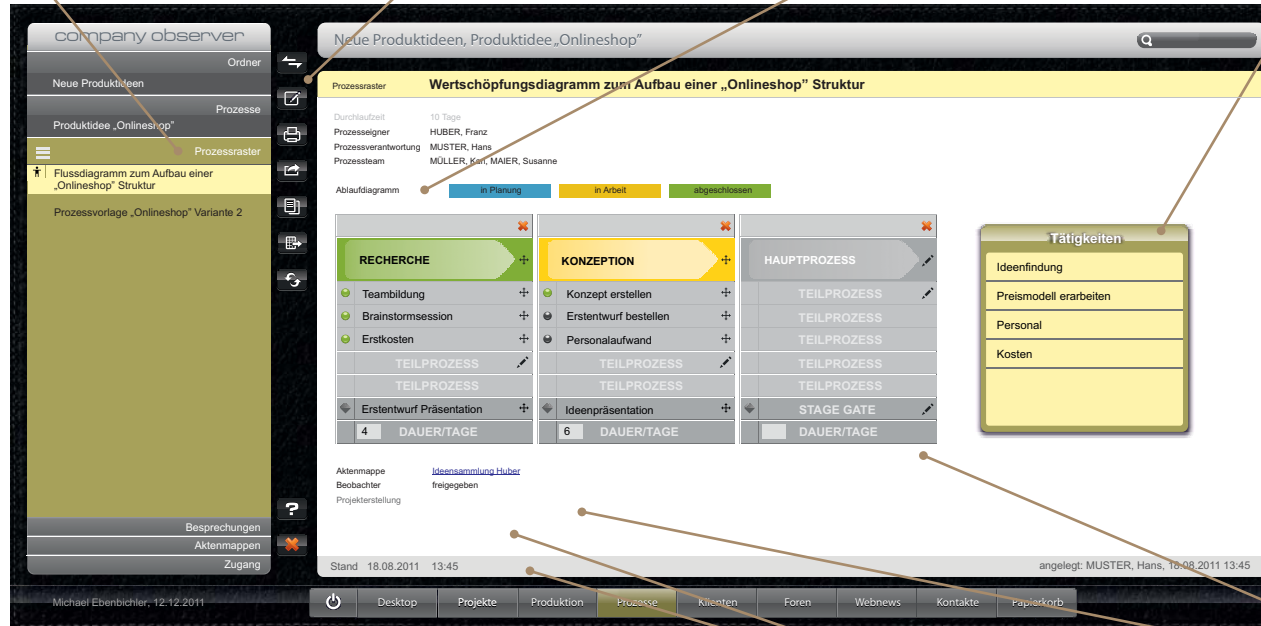 company observer
Ordner
Neue Produktideen
Prozesse
Produktidee „Onlineshop"
Prozessraster
Flussdiagramm zum Aufbau einer
„Onlineshop" Struktur
Prozessvorlage „Onlineshop" Variante 2
Besprechungen
Aktenmappen
Zugang
Michael Ebenbichler, 12.12.2011
Neue Produktideen, Produktidee „Onlineshop"
Prozessraster Wertschöpfungsdiagramm zum Aufbau einer „Onlineshop" Struktur
Durchlaufzeit 10 Tage
Prozesseigner HUBER, Franz
Prozessverantwortung MUSTER, Hans
Prozessteam MÜLLER, Karl, MAIER, Susanne
Ablaufdiagramm in Planung in Arbeit abgeschlossen
RECHERCHE KONZEPTION HAUPTPROZESS
Teambildung Konzept erstellen TEILPROZESS
Brainstormsession Erstentwurf bestellen TEILPROZESS
Erstkosten Personalaufwand TEILPROZESS
TEILPROZESS TEILPROZESS TEILPROZESS
TEILPROZESS TEILPROZESS TEILPROZESS
Erstentwurf Präsentation Ideenpräsentation STAGE GATE
4 DAUER/TAGE 6 DAUER/TAGE DAUER/TAGE
Tätigkeiten
Ideenfindung
Preismodell erarbeiten
Personal
Kosten
Aktenmappe Ideensammlung Huber
Beobachter freigegeben
Projekterstellung
?
Stand 18.08.2011 13:45 angelegt: MUSTER, Hans, 18.08.2011 13:45
Desktop Projekte Produktion Prozesse Klienten Foren Webnews Kontakte Papierkorb